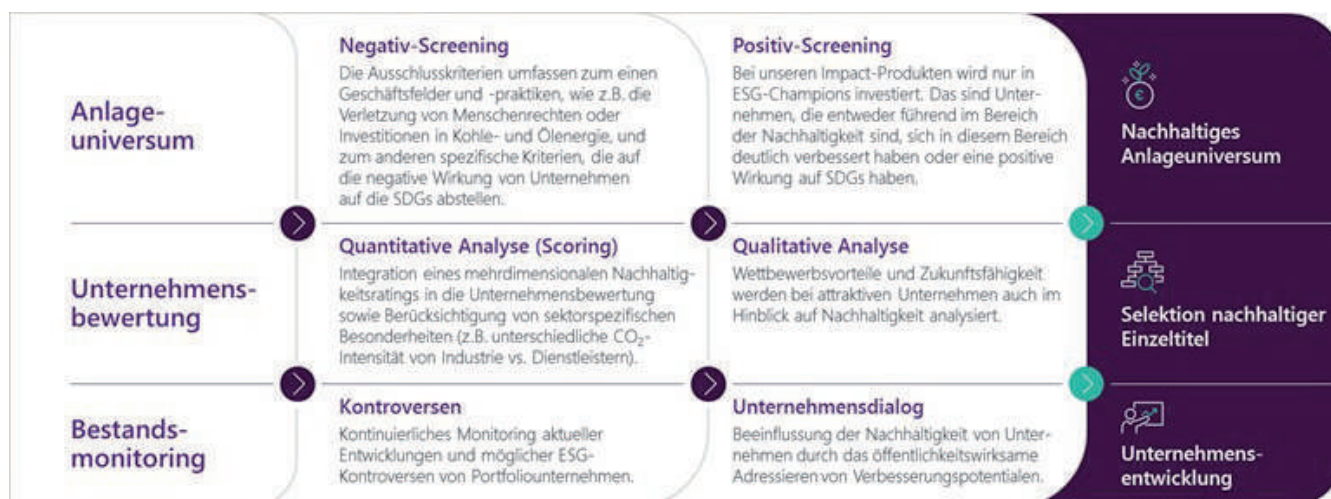 Anlage-
universum
Negativ-Screening
Die Ausschlusskriterien umfassen zum einen
Geschäftsfelder und -praktiken, wie z.B. die
Verletzung von Menschenrechten oder
Investitionen in Kohle- und Ölenergie, und
zum anderen spezifische Kriterien, die auf
die negative Wirkung von Unternehmen
auf die SDGs abstellen.
Positiv-Screening
Bei unseren Impact-Produkten wird nur in
ESG-Champions investiert. Das sind Unter-
nehmen, die entweder führend im Bereich
der Nachhaltigkeit sind, sich in diesem Bereich
deutlich verbessert haben oder eine positive
Wirkung auf SDGs haben.
Nachhaltiges
Anlageuniversum
Unternehmens-
bewertung
Quantitative Analyse (Scoring)
Integration eines mehrdimensionalen Nachhaltig-
keitsratings in die Unternehmensbewertung
sowie Berücksichtigung von sektorspezifischen
Besonderheiten (z.B. unterschiedliche CO₂-
Intensität von Industrie vs. Dienstleistern).
Qualitative Analyse
Wettbewerbsvorteile und Zukunftsfähigkeit
werden bei attraktiven Unternehmen auch im
Hinblick auf Nachhaltigkeit analysiert.
Selektion nachhaltiger
Einzeltitel
Bestands-
monitoring
Kontroversen
Kontinuierliches Monitoring aktueller
Entwicklungen und möglicher ESG-
Kontroversen von Portfoliounternehmen.
Unternehmensdialog
Beeinflussung der Nachhaltigkeit von Unter-
nehmen durch das öffentlichkeitswirksame
Adressieren von Verbesserungspotentialen.
Unternehmens-
entwicklung